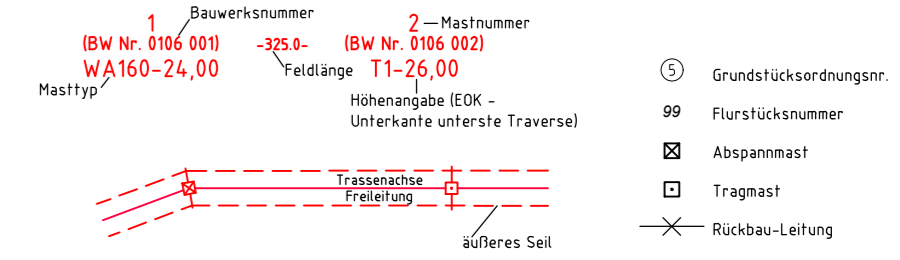 1
Bauwerksnummer
2
Mastnummer
(BW Nr. 0106 001)
-325.0-
(BW Nr. 0106 002)
WA160-24,00
Feldlänge
T1-26,00
Masttyp
Höhenangabe (EOK -
Unterkante unterste Traverse)
Trassenachse
Freileitung
äußeres Seil
5 Grundstücksordnungsnr.
99 Flurstücksnummer
Abspannmast
Tragmast
Rückbau-Leitung